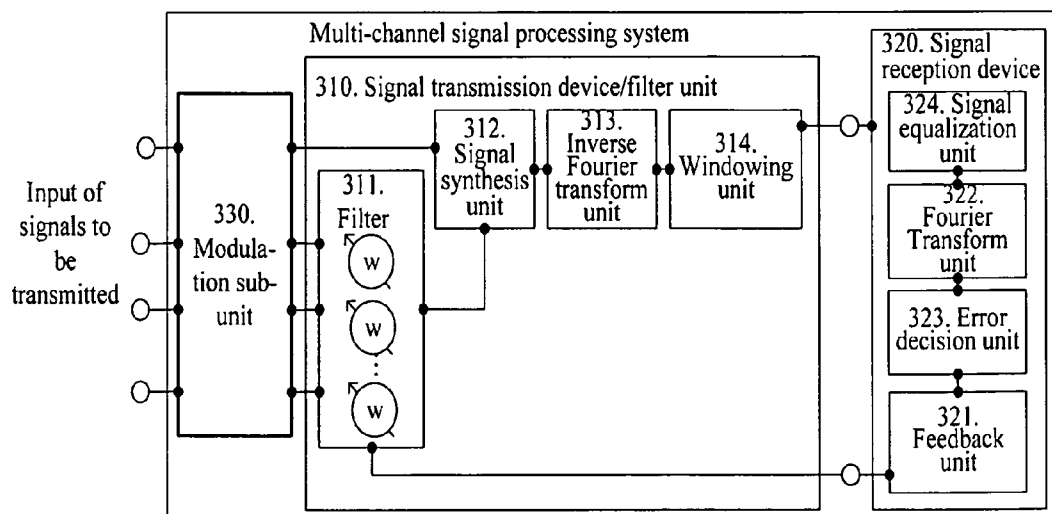 Multi-channel signal processing system
Input of
signals to
be
transmitted
330.
Modula-
tion sub-
unit
310. Signal transmission device/filter unit
311.
Filter
W
W
W
312.
Signal
synthesis
unit
313.
Inverse
Fourier
transform
unit
314.
Windowing
unit
320. Signal
reception device
324. Signal
equalization
unit
322.
Fourier
Transform
unit
323. Error
decision unit
321.
Feedback
unit